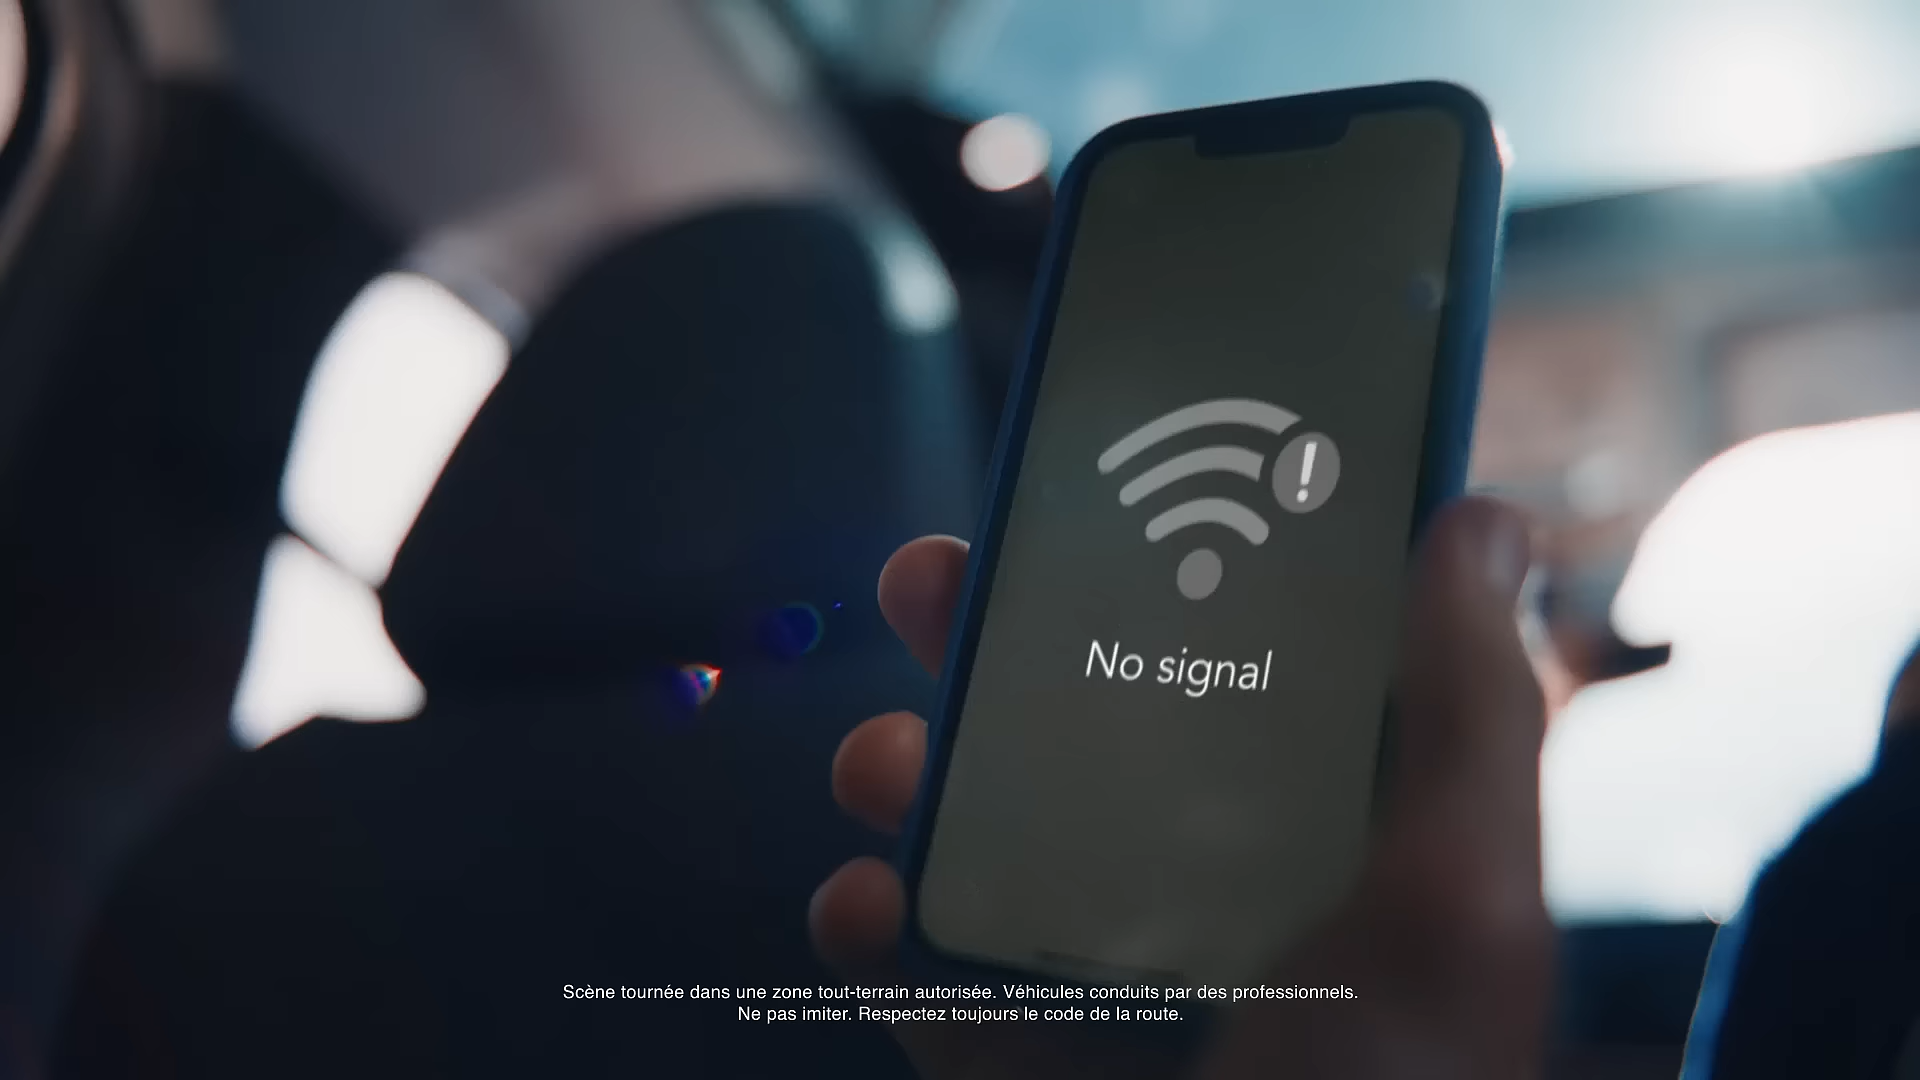 !
No signal
Scène tournée dans une zone tout-terrain autorisée. Véhicules conduits par des professionnels.
Ne pas imiter. Respectez toujours le code de la route.